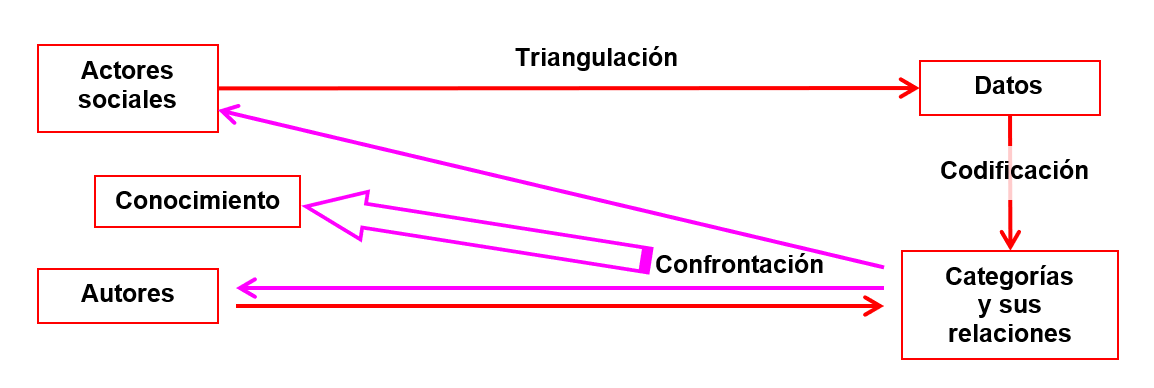 Triangulación
Actores
sociales
Datos
Codificación
Conocimiento
Confrontación
Autores
Categorías
y sus
relaciones